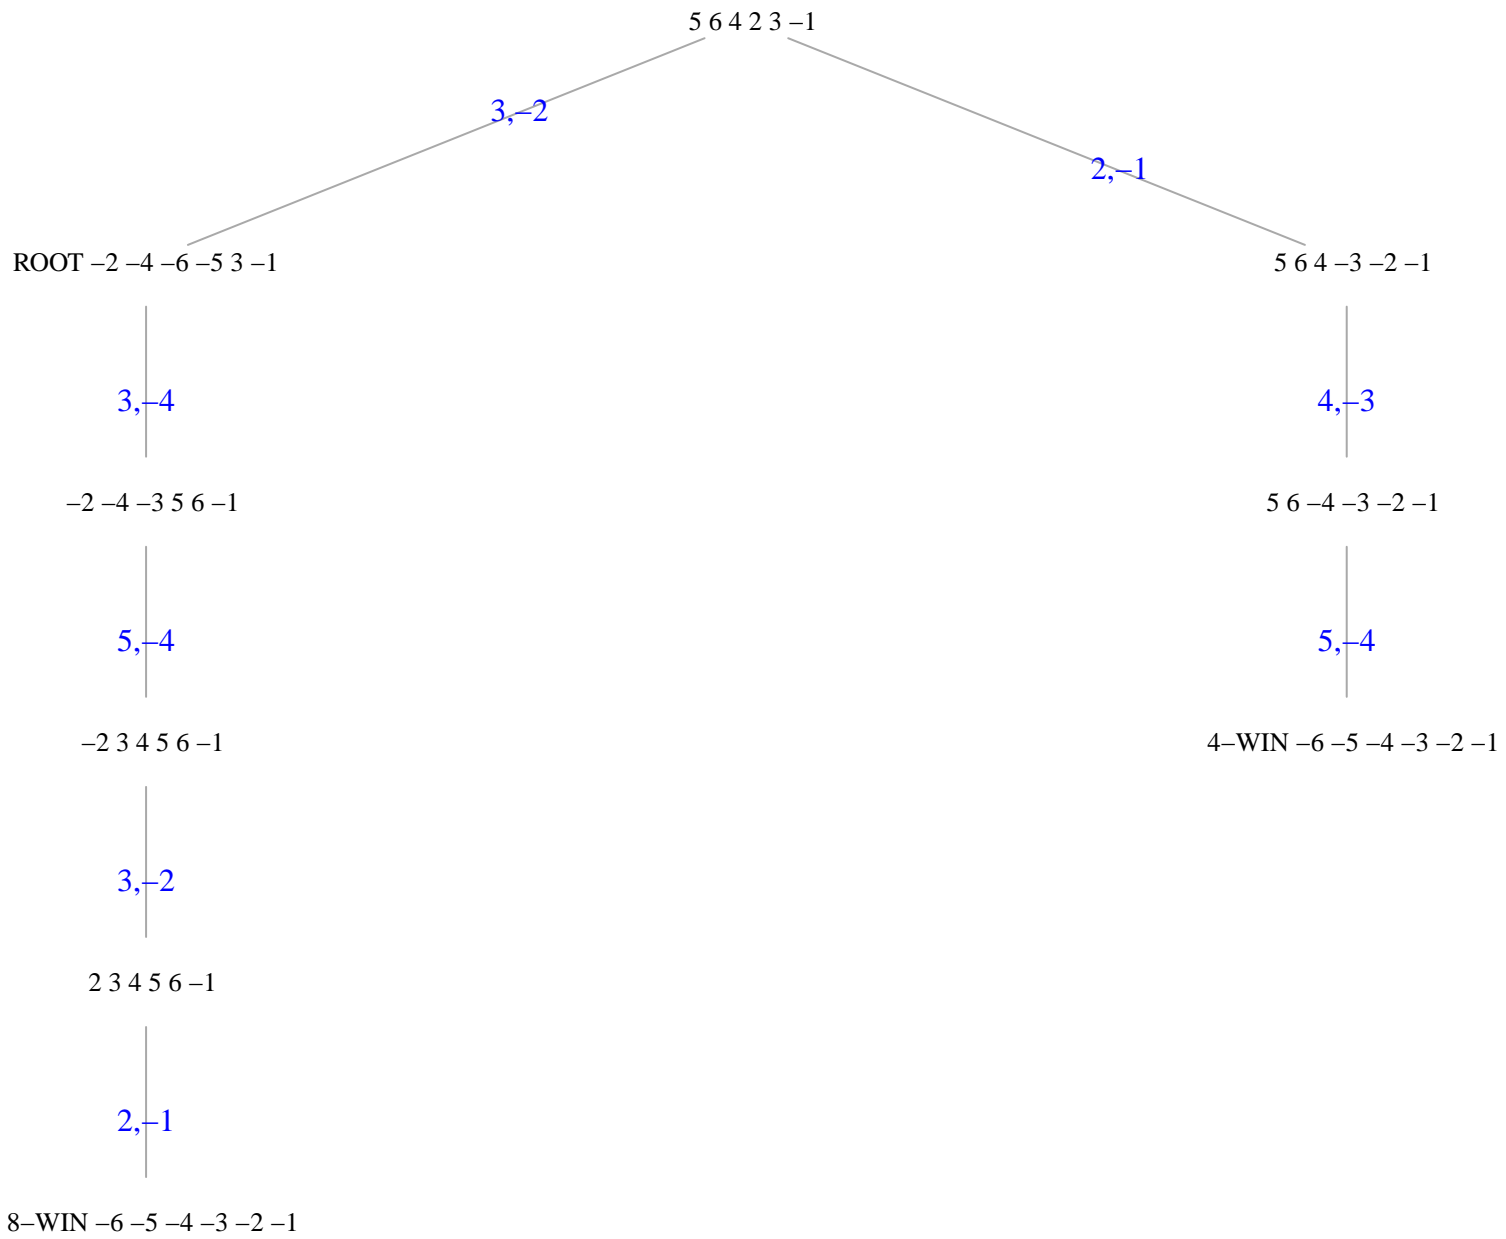 5 6 4 2 3 –1
3,–2
2,–1
ROOT –2 –4 –6 –5 3 –1
5 6 4 –3 –2 –1
3,–4
4,–3
–2 –4 –3 5 6 –1
5 6 –4 –3 –2 –1
5,–4
5,–4
–2 3 4 5 6 –1
4–WIN –6 –5 –4 –3 –2 –1
3,–2
2 3 4 5 6 –1
2,–1
8–WIN –6 –5 –4 –3 –2 –1